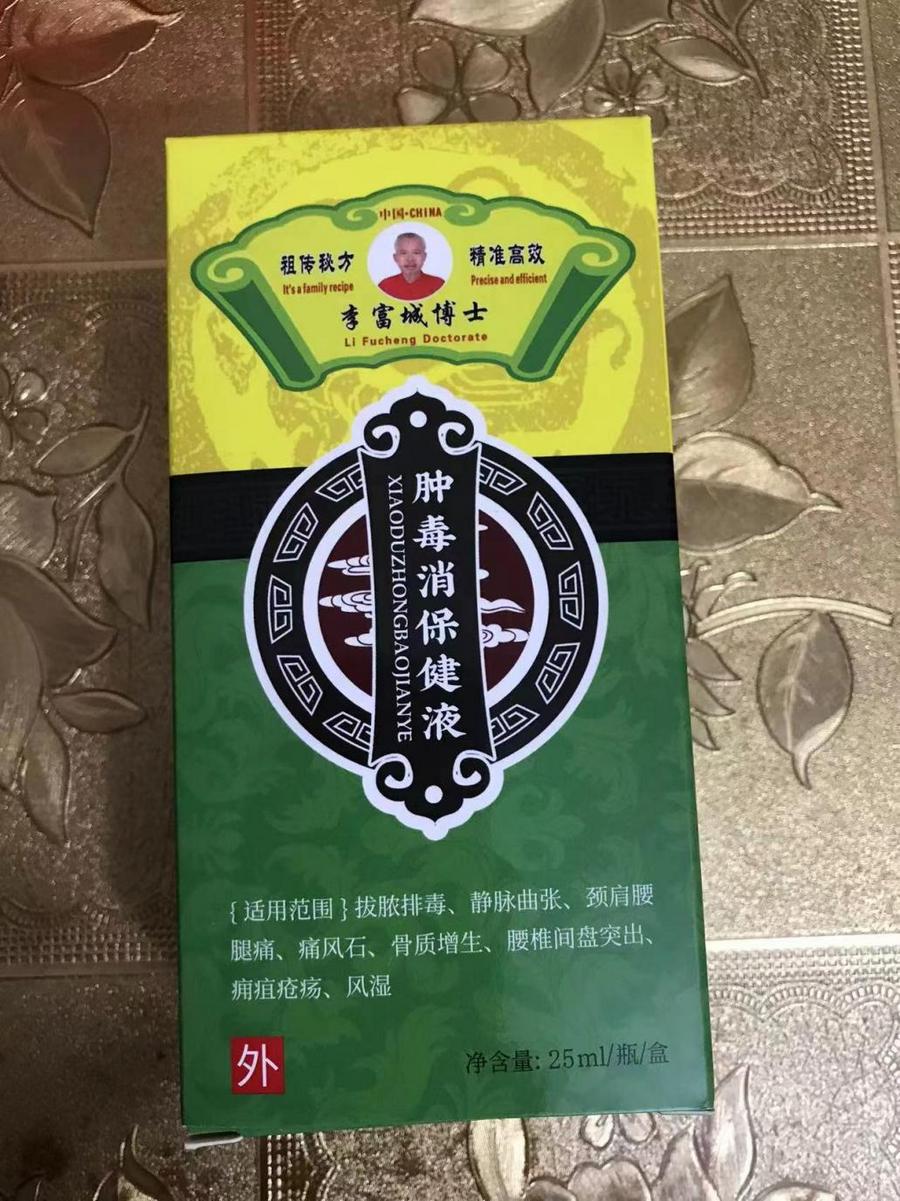 中国·CHINA
祖传秘方
It's a family recipe
精准高效
Precise and efficient
李富城博士
Li Fucheng Doctorate
肿毒消保健液
XIAODUZHONGBAOJIANYE
{适用范围}拔脓排毒、静脉曲张、颈肩腰
腿痛、痛风石、骨质增生、腰椎间盘突出、
痈疽疮疡、风湿
外
净含量: 25ml/瓶/盒